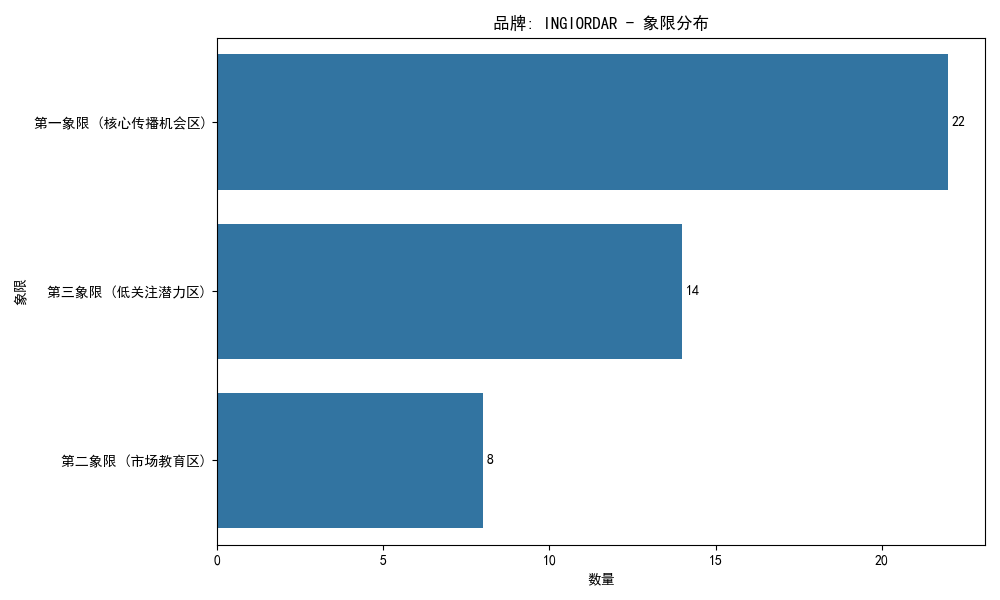 品牌: INGIORDAR - 象限分布
第一象限 (核心传播机会区)
22
第三象限 (低关注潜力区)
14
第二象限 (市场教育区)
8
象限
0 5 10 15 20
数量